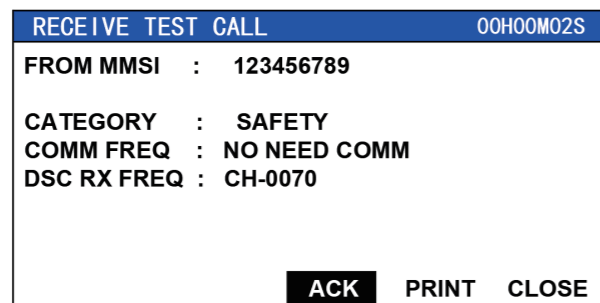 RECEIVE TEST CALL 00H00M02S
FROM MMSI : 123456789
CATEGORY : SAFETY
COMM FREQ : NO NEED COMM
DSC RX FREQ : CH-0070
ACK PRINT CLOSE